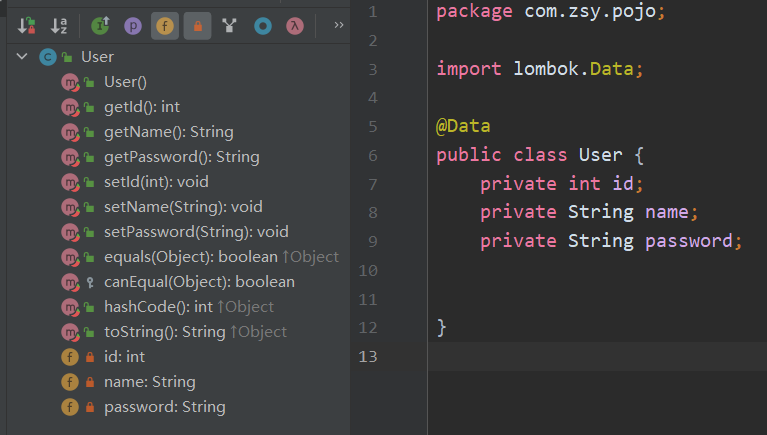 User
User()
getId(): int
getName(): String
getPassword(): String
setId(int): void
setName(String): void
setPassword(String): void
equals(Object): boolean ↑Object
canEqual(Object): boolean
hashCode(): int ↑Object
toString(): String ↑Object
id: int
name: String
password: String
1 package com.zsy.pojo;
2
3 import lombok.Data;
4
5 @Data
6 public class User {
7 private int id;
8 private String name;
9 private String password;
10
11
12 }
13